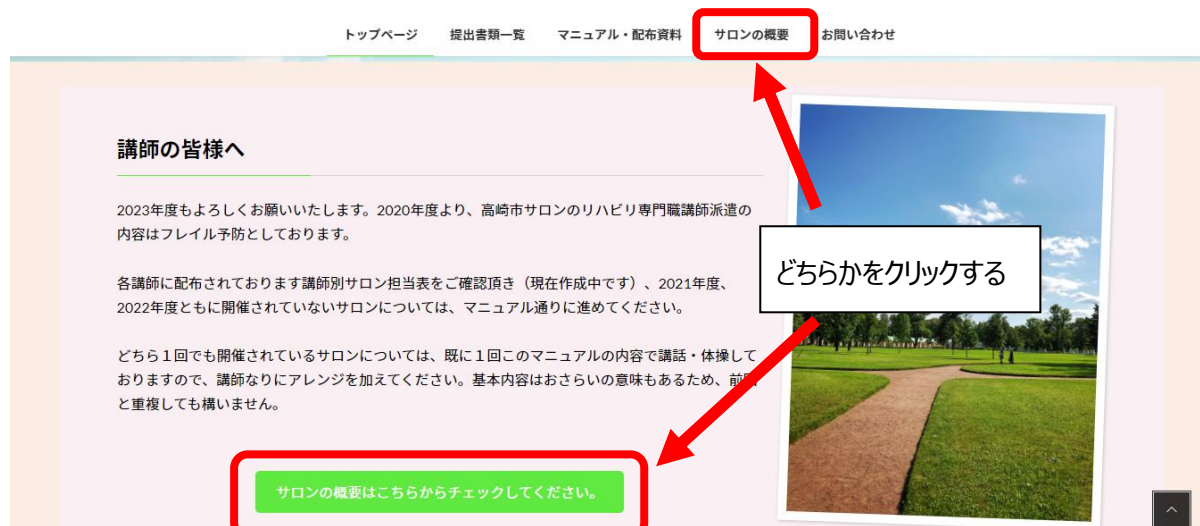 トップページ 提出書類一覧 マニュアル・配布資料 サロンの概要 お問い合わせ
講師の皆様へ
2023年度もよろしくお願いいたします。2020年度より、高崎市サロンのリハビリ専門職講師派遣の
内容はフレイル予防としております。
各講師に配布されております講師別サロン担当表をご確認頂き（現在作成中です）、2021年度、
2022年度ともに開催されていないサロンについては、マニュアル通りに進めてください。
どちら１回でも開催されているサロンについては、既に１回このマニュアルの内容で講話・体操して
おりますので、講師なりにアレンジを加えてください。基本内容はおさらいの意味もあるため、前回
と重複しても構いません。
どちらかをクリックする
サロンの概要はこちらからチェックしてください。